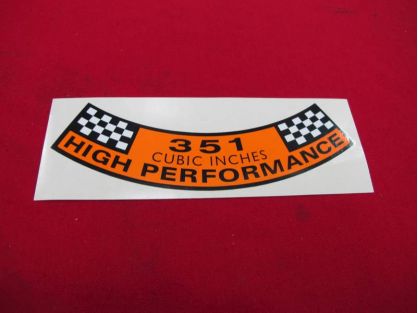 351
CUBIC INCHES
HIGH PERFORMANCE